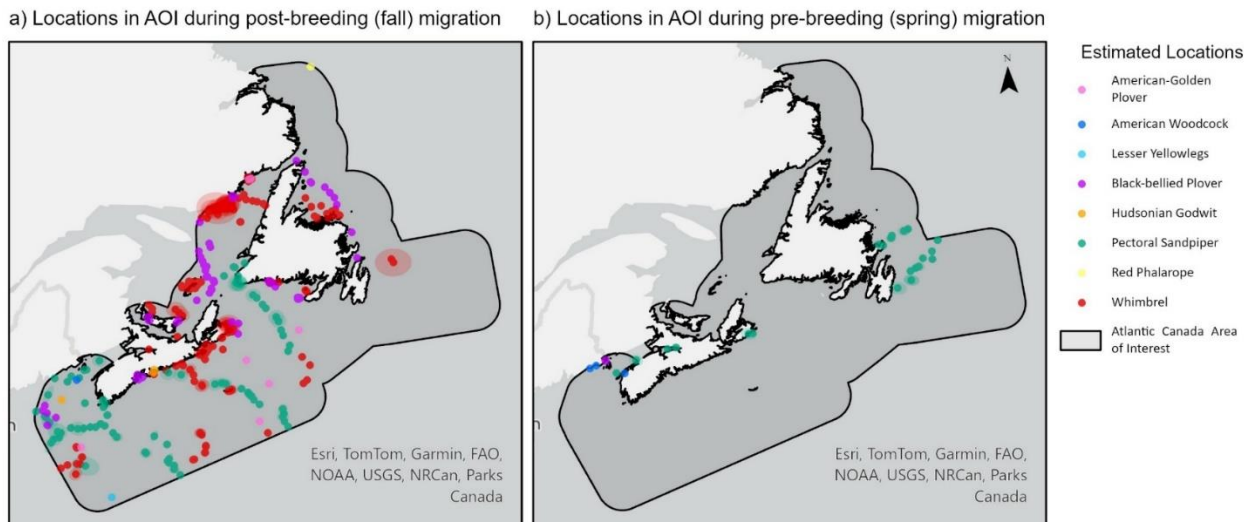 a) Locations in AOI during post-breeding (fall) migration
b) Locations in AOI during pre-breeding (spring) migration
Esri, TomTom, Garmin, FAO,
NOAA, USGS, NRCan, Parks
Canada
n
N
Esri, TomTom, Garmin, FAO,
NOAA, USGS, NRCan, Parks
Canada
n
Estimated Locations
American-Golden
Plover
American Woodcock
Lesser Yellowlegs
Black-bellied Plover
Hudsonian Godwit
Pectoral Sandpiper
Red Phalarope
Whimbrel
Atlantic Canada Area
of Interest